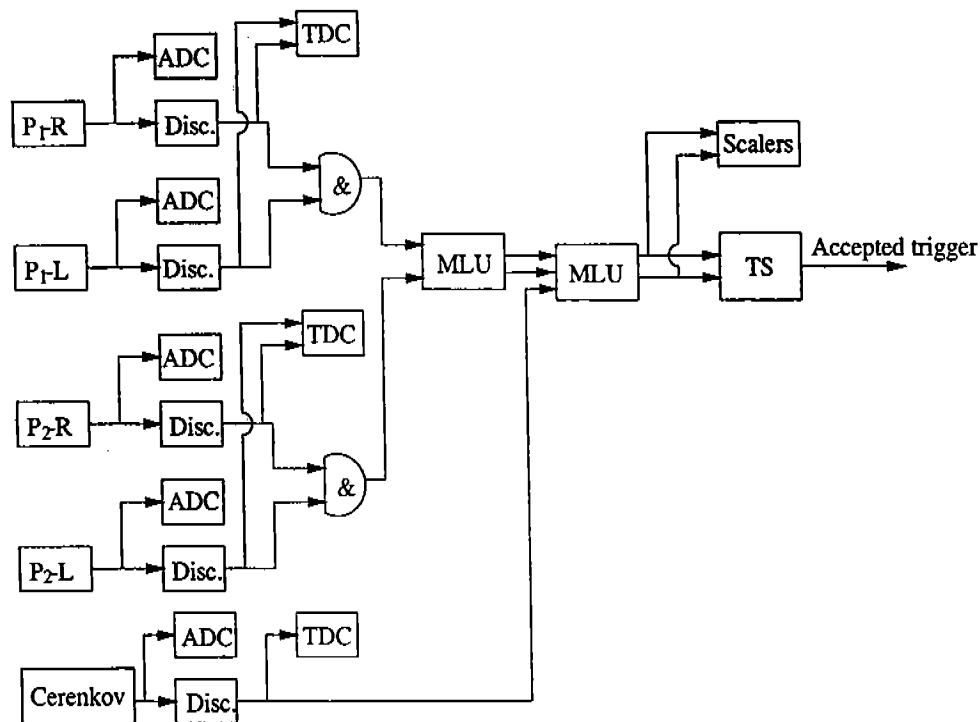 TDC
ADC
P1-R
Disc.
&
Scalers
ADC
P1-L
Disc.
MLU
MLU
TS
Accepted trigger
TDC
ADC
P2-R
Disc.
&
ADC
P2-L
Disc.
ADC
TDC
Cerenkov
Disc.